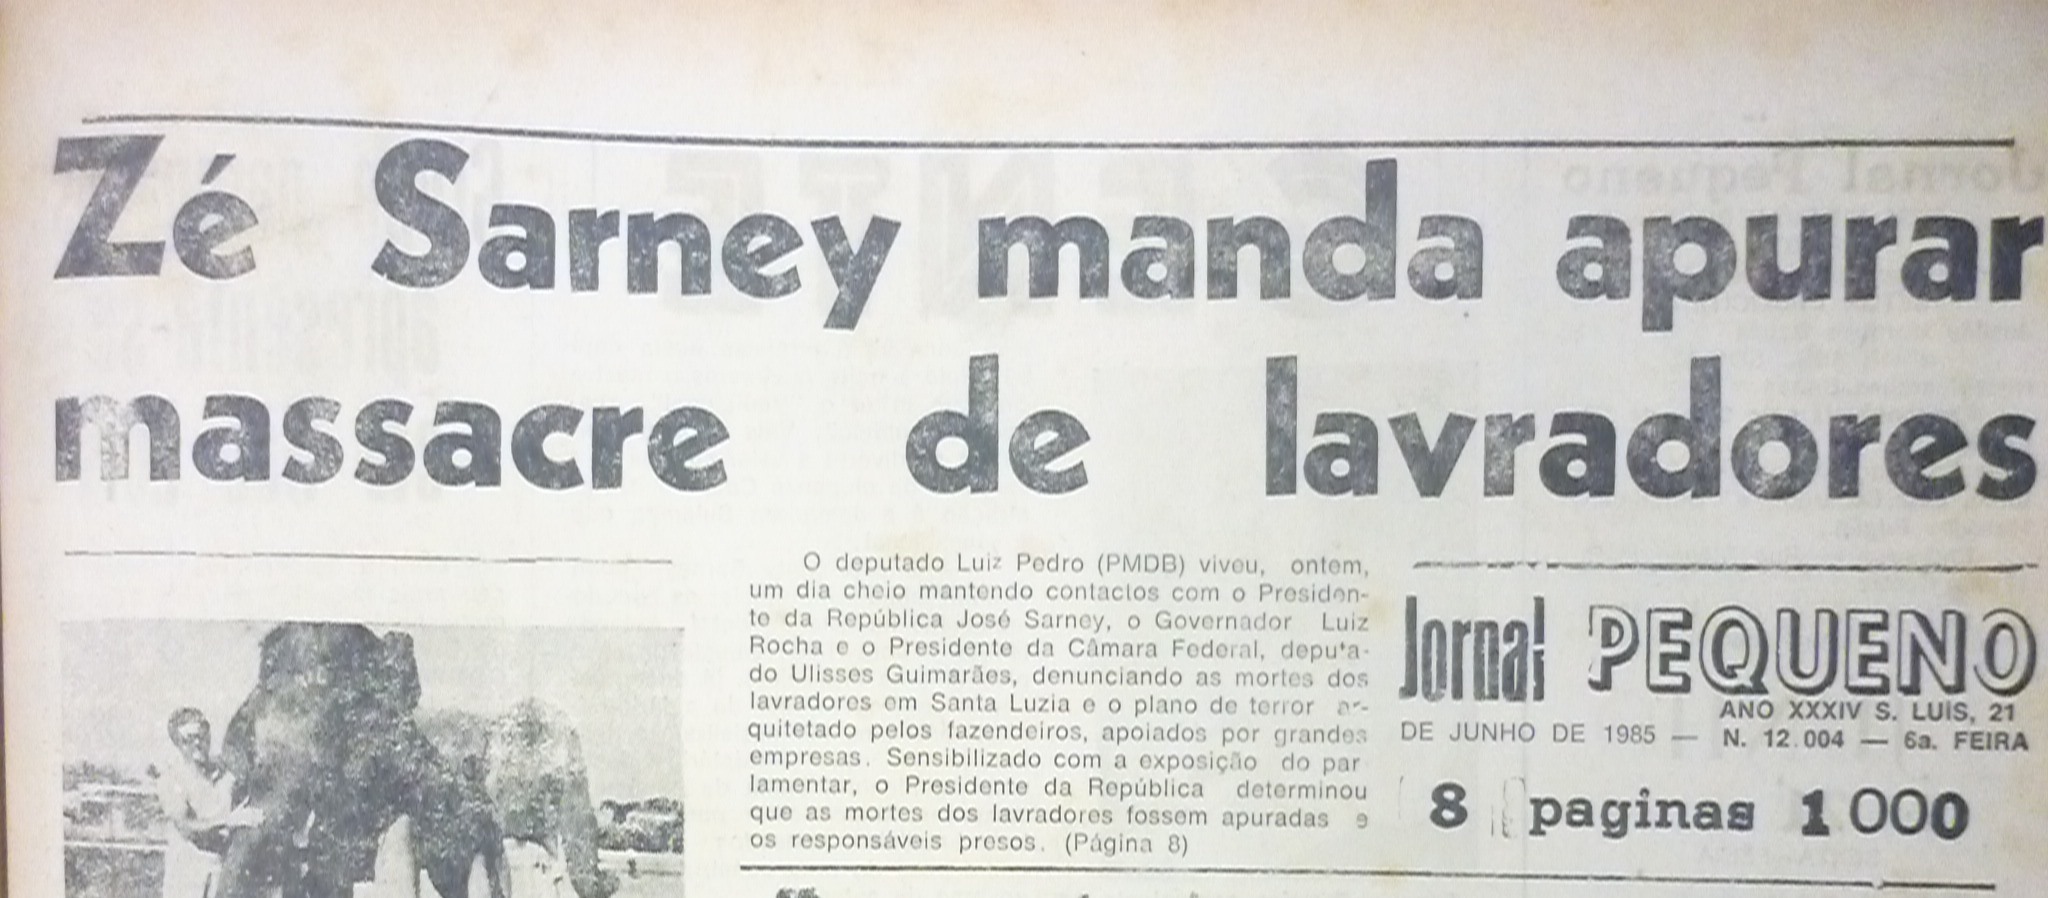 Zé Sarney manda apurar
massacre de lavradores
O deputado Luiz Pedro (PMDB) viveu, ontem,
um dia cheio mantendo contactos com o Presiden-
te da República José Sarney, o Governador Luiz
Rocha e o Presidente da Câmara Federal, deputa-
do Ulisses Guimarães, denunciando as mortes dos
lavradores em Santa Luzia e o plano de terror ar-
quitetado pelos fazendeiros, apoiados por grandes
empresas. Sensibilizado com a exposição do par
lamentar, o Presidente da República determinou
que as mortes dos lavradores fossem apuradas e
os responsáveis presos. (Página 8)
Jornal PEQUENO
ANO XXXIV S. LUIS, 21
DE JUNHO DE 1985 — N. 12.004 — 6a. FEIRA
8 paginas 1 000